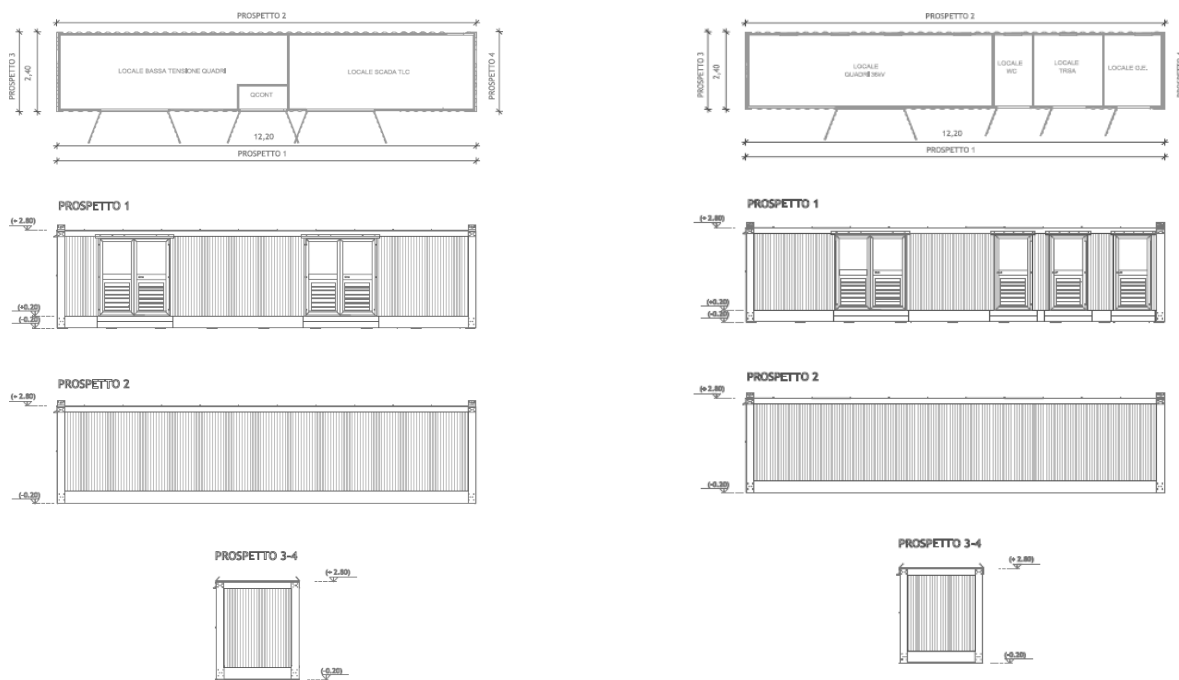 PROSPETTO 2
PROSPETTO 3
2,40
LOCALE BASSA TENSIONE QUADRI
QCONT
LOCALE SCADA TLC
PROSPETTO 4
12,20
PROSPETTO 1
PROSPETTO 1
(+ 2.80)
(+0.20)
(-0.20)
PROSPETTO 2
(+ 2.80)
(-0.20)
PROSPETTO 3-4
(+ 2.80)
(-0.20)
PROSPETTO 2
PROSPETTO 3
2,40
LOCALE
QUADRI 36kV
LOCALE
WC
LOCALE
TRSA
LOCALE G.E.
12,20
PROSPETTO 1
PROSPETTO 1
(+ 2.80)
(+0.20)
(-0.20)
PROSPETTO 2
(+ 2.80)
(-0.20)
PROSPETTO 3-4
(+ 2.80)
(-0.20)